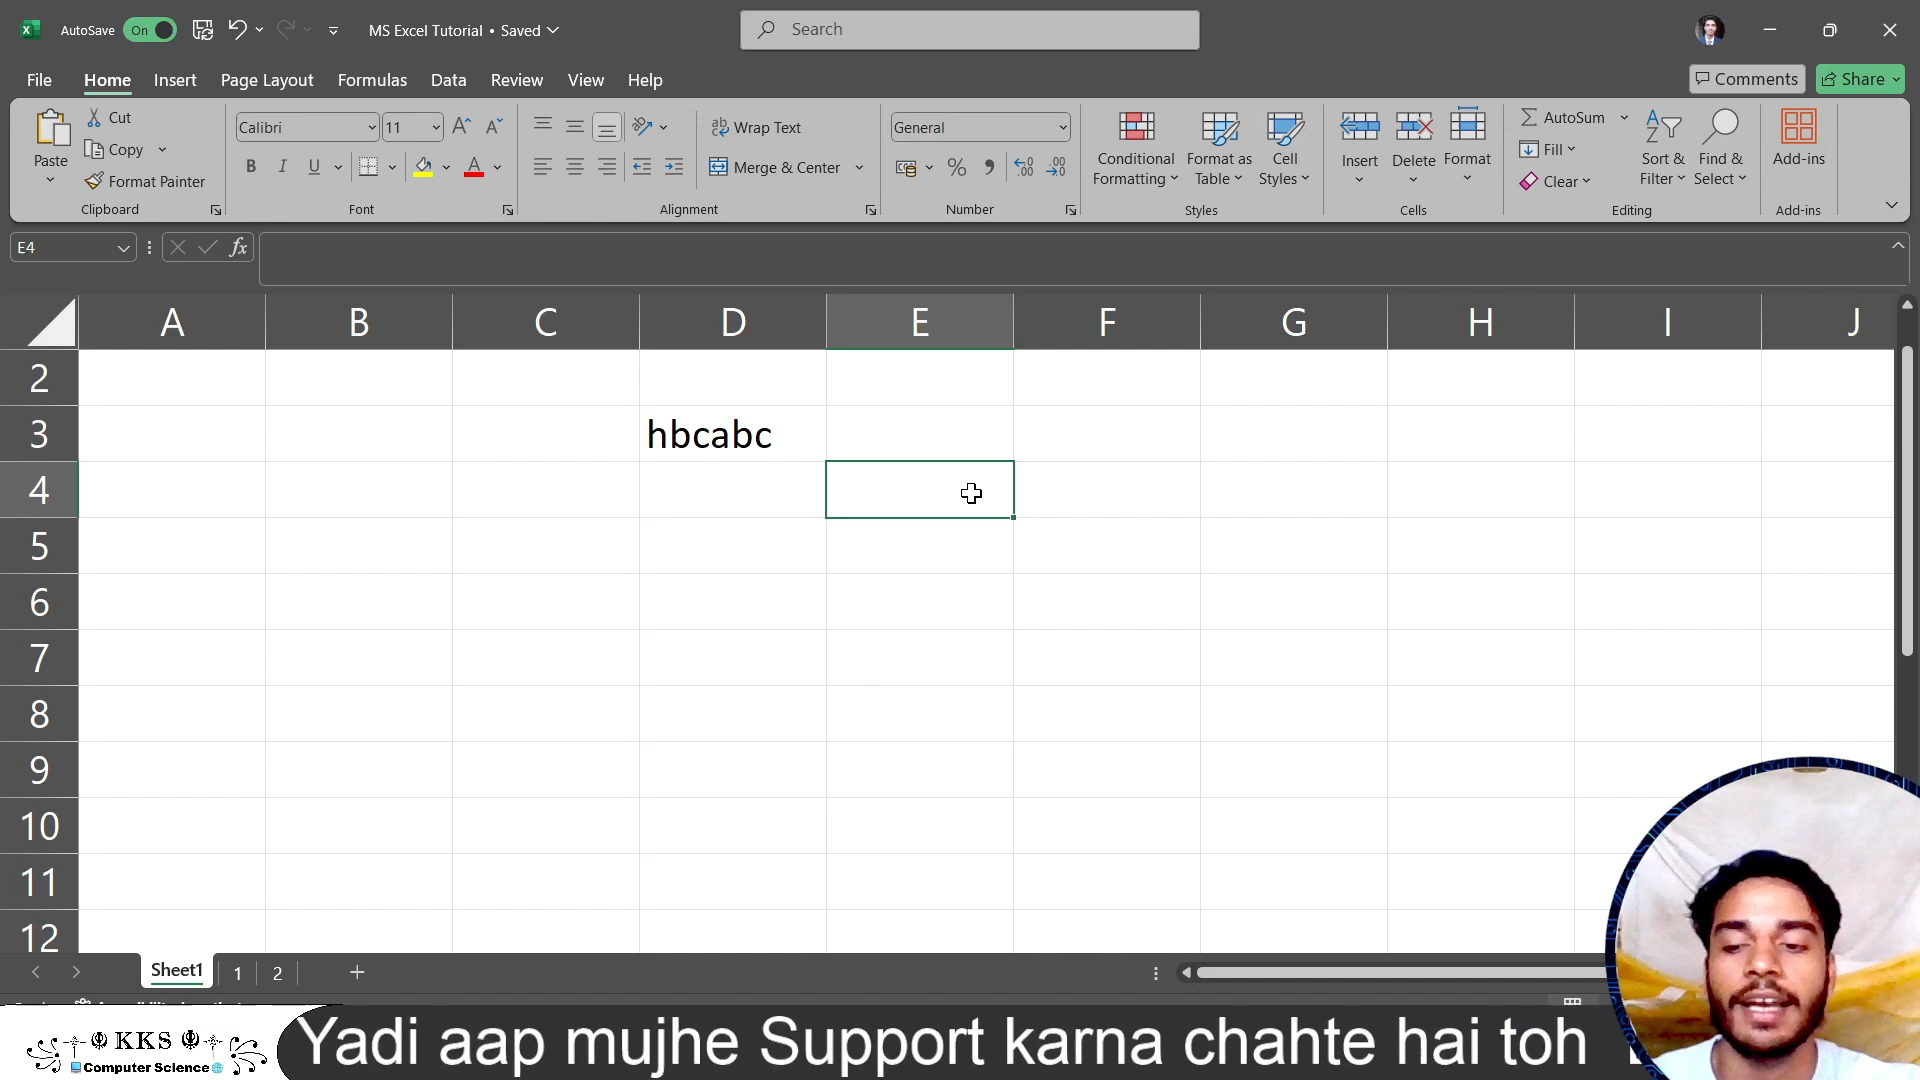 AutoSave On MS Excel Tutorial • Saved Search
File Home Insert Page Layout Formulas Data Review View Help Comments Share
Paste
Cut
Copy
Format Painter
Clipboard
Calibri 11
B I U A
Font
Wrap Text
Merge & Center
Alignment
General
% ,
Number
Conditional Formatting
Format as Table
Cell Styles
Styles
Insert Delete Format
Cells
AutoSum
Fill
Clear
Sort & Filter
Find & Select
Editing
Add-ins
Add-ins
E4 fx
A B C D E F G H I J
2
3 hbcabc
4
5
6
7
8
9
10
11
12
Sheet1 1 2
KKS
Computer Science
Yadi aap mujhe Support karna chahte hai toh